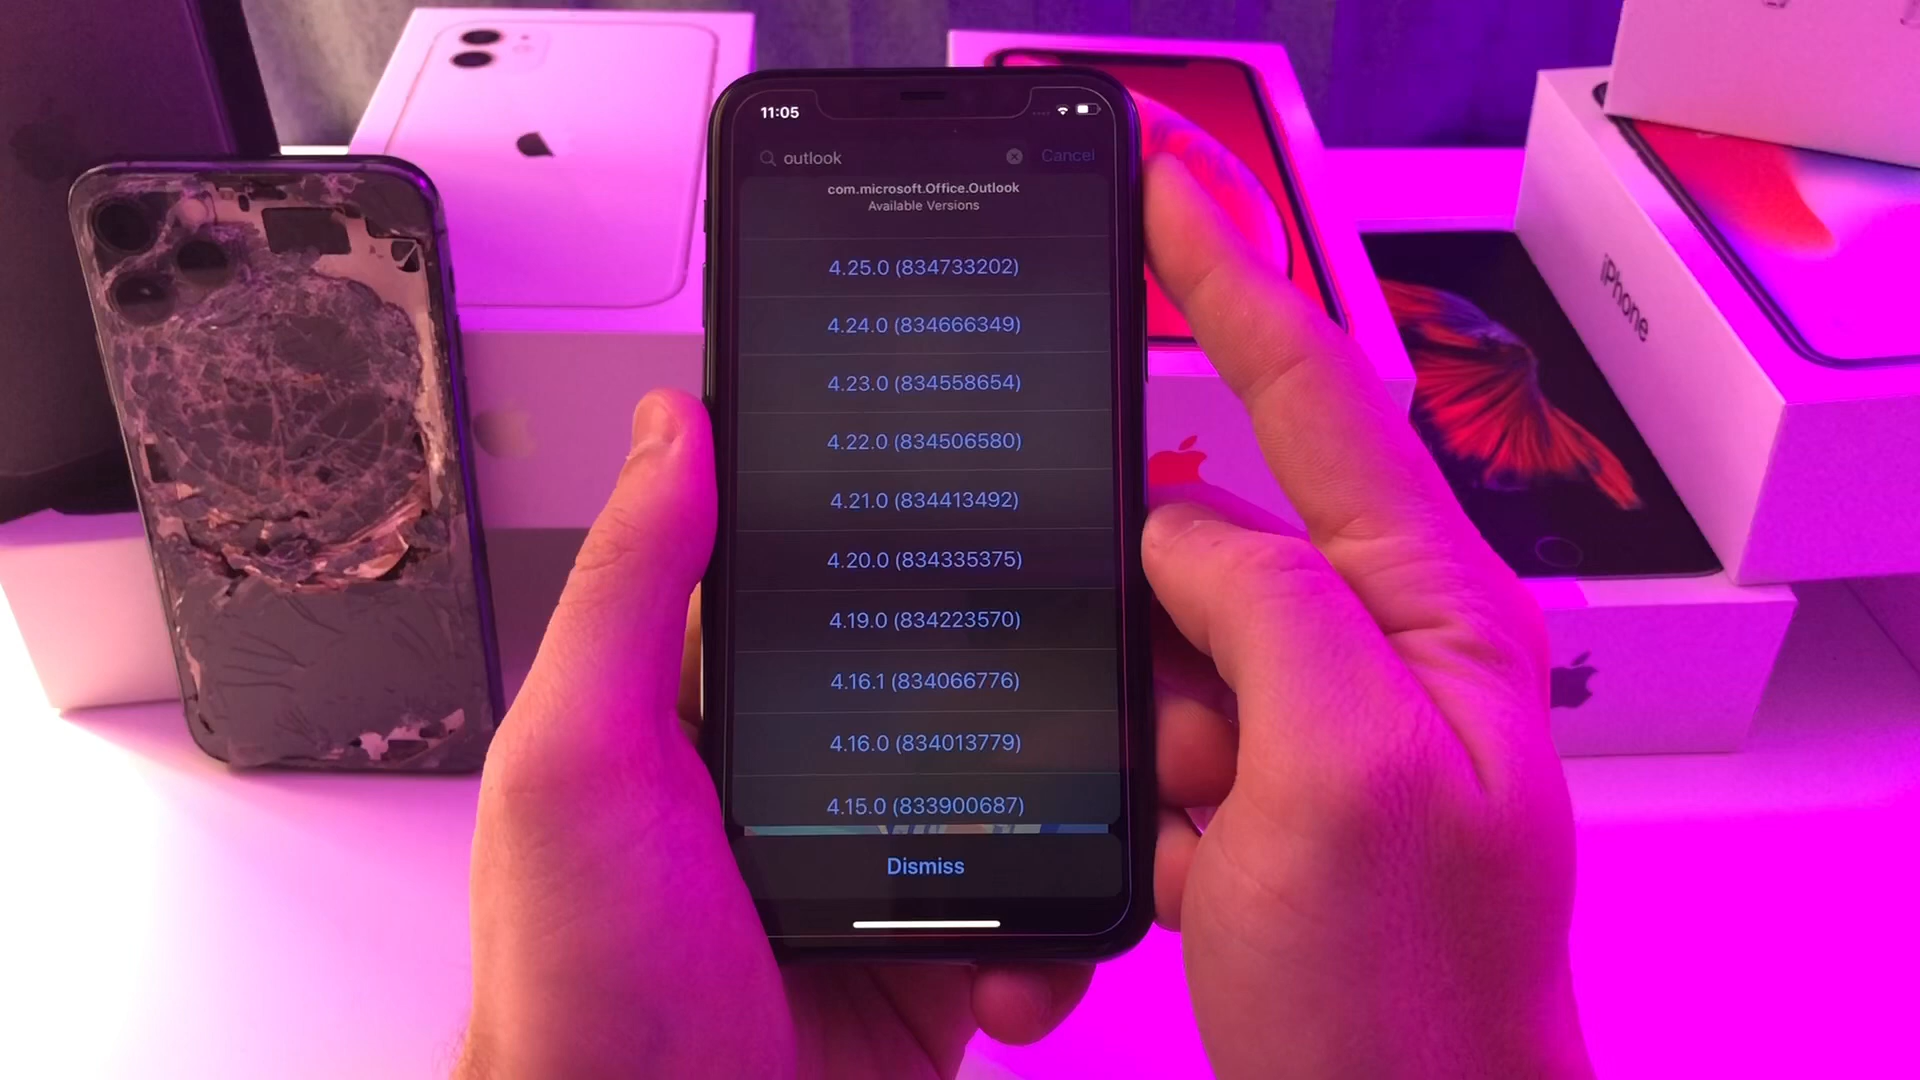 11:05
outlook
Cancel
com.microsoft.Office.Outlook
Available Versions
4.25.0 (834733202)
4.24.0 (834666349)
4.23.0 (834558654)
4.22.0 (834506580)
4.21.0 (834413492)
4.20.0 (834335375)
4.19.0 (834223570)
4.16.1 (834066776)
4.16.0 (834013779)
4.15.0 (833900687)
Dismiss
iPhone